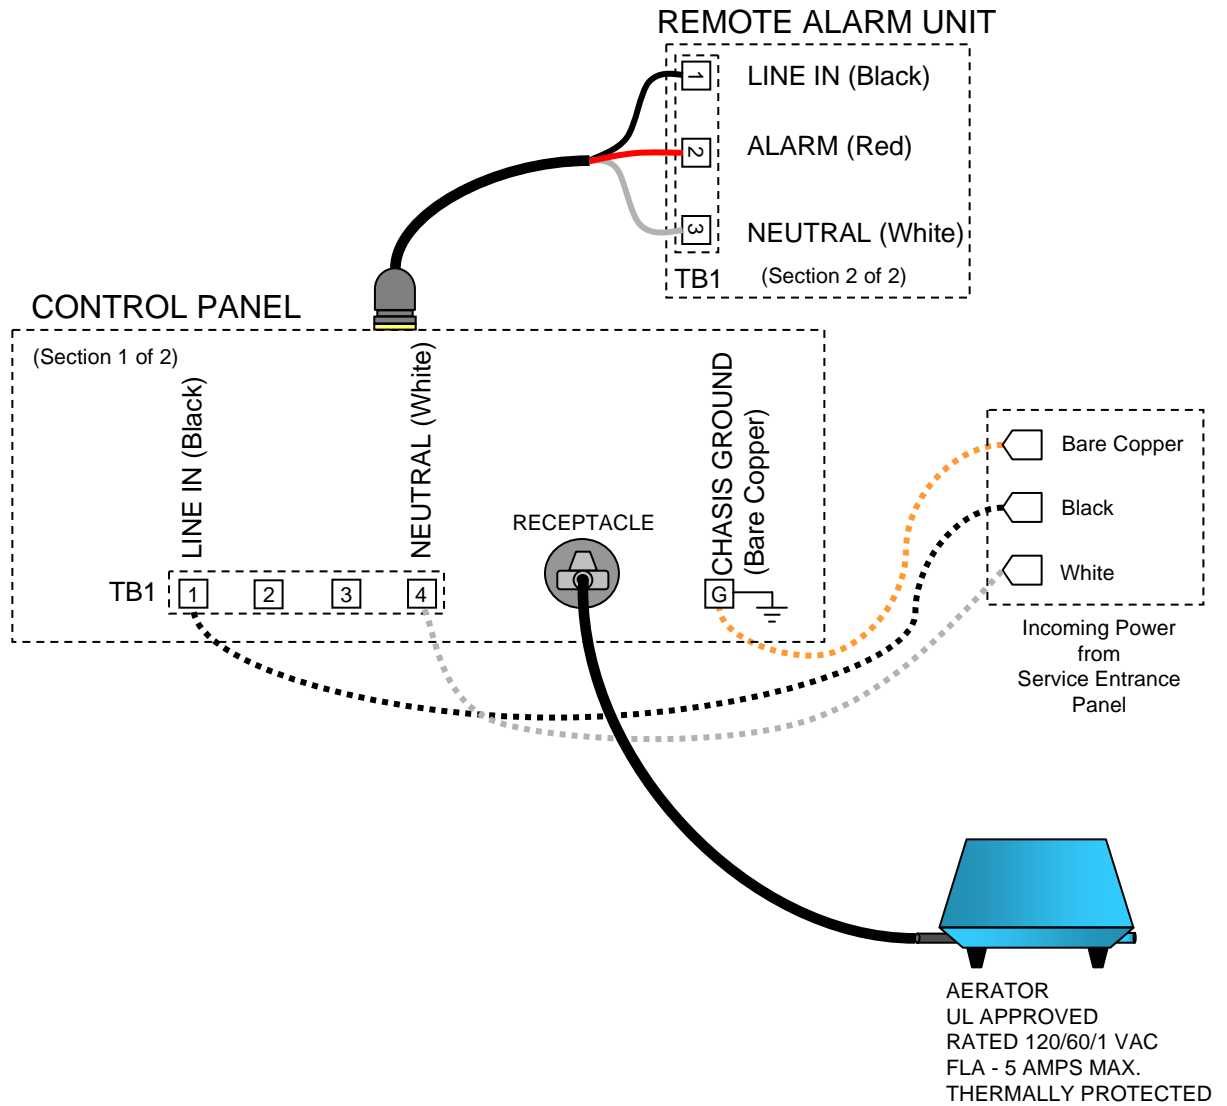 REMOTE ALARM UNIT
1
LINE IN (Black)
2
ALARM (Red)
3
NEUTRAL (White)
TB1
(Section 2 of 2)
CONTROL PANEL
(Section 1 of 2)
LINE IN (Black)
NEUTRAL (White)
CHASIS GROUND
(Bare Copper)
RECEPTACLE
TB1
1
2
3
4
G
Bare Copper
Black
White
Incoming Power
from
Service Entrance
Panel
AERATOR
UL APPROVED
RATED 120/60/1 VAC
FLA - 5 AMPS MAX.
THERMALLY PROTECTED